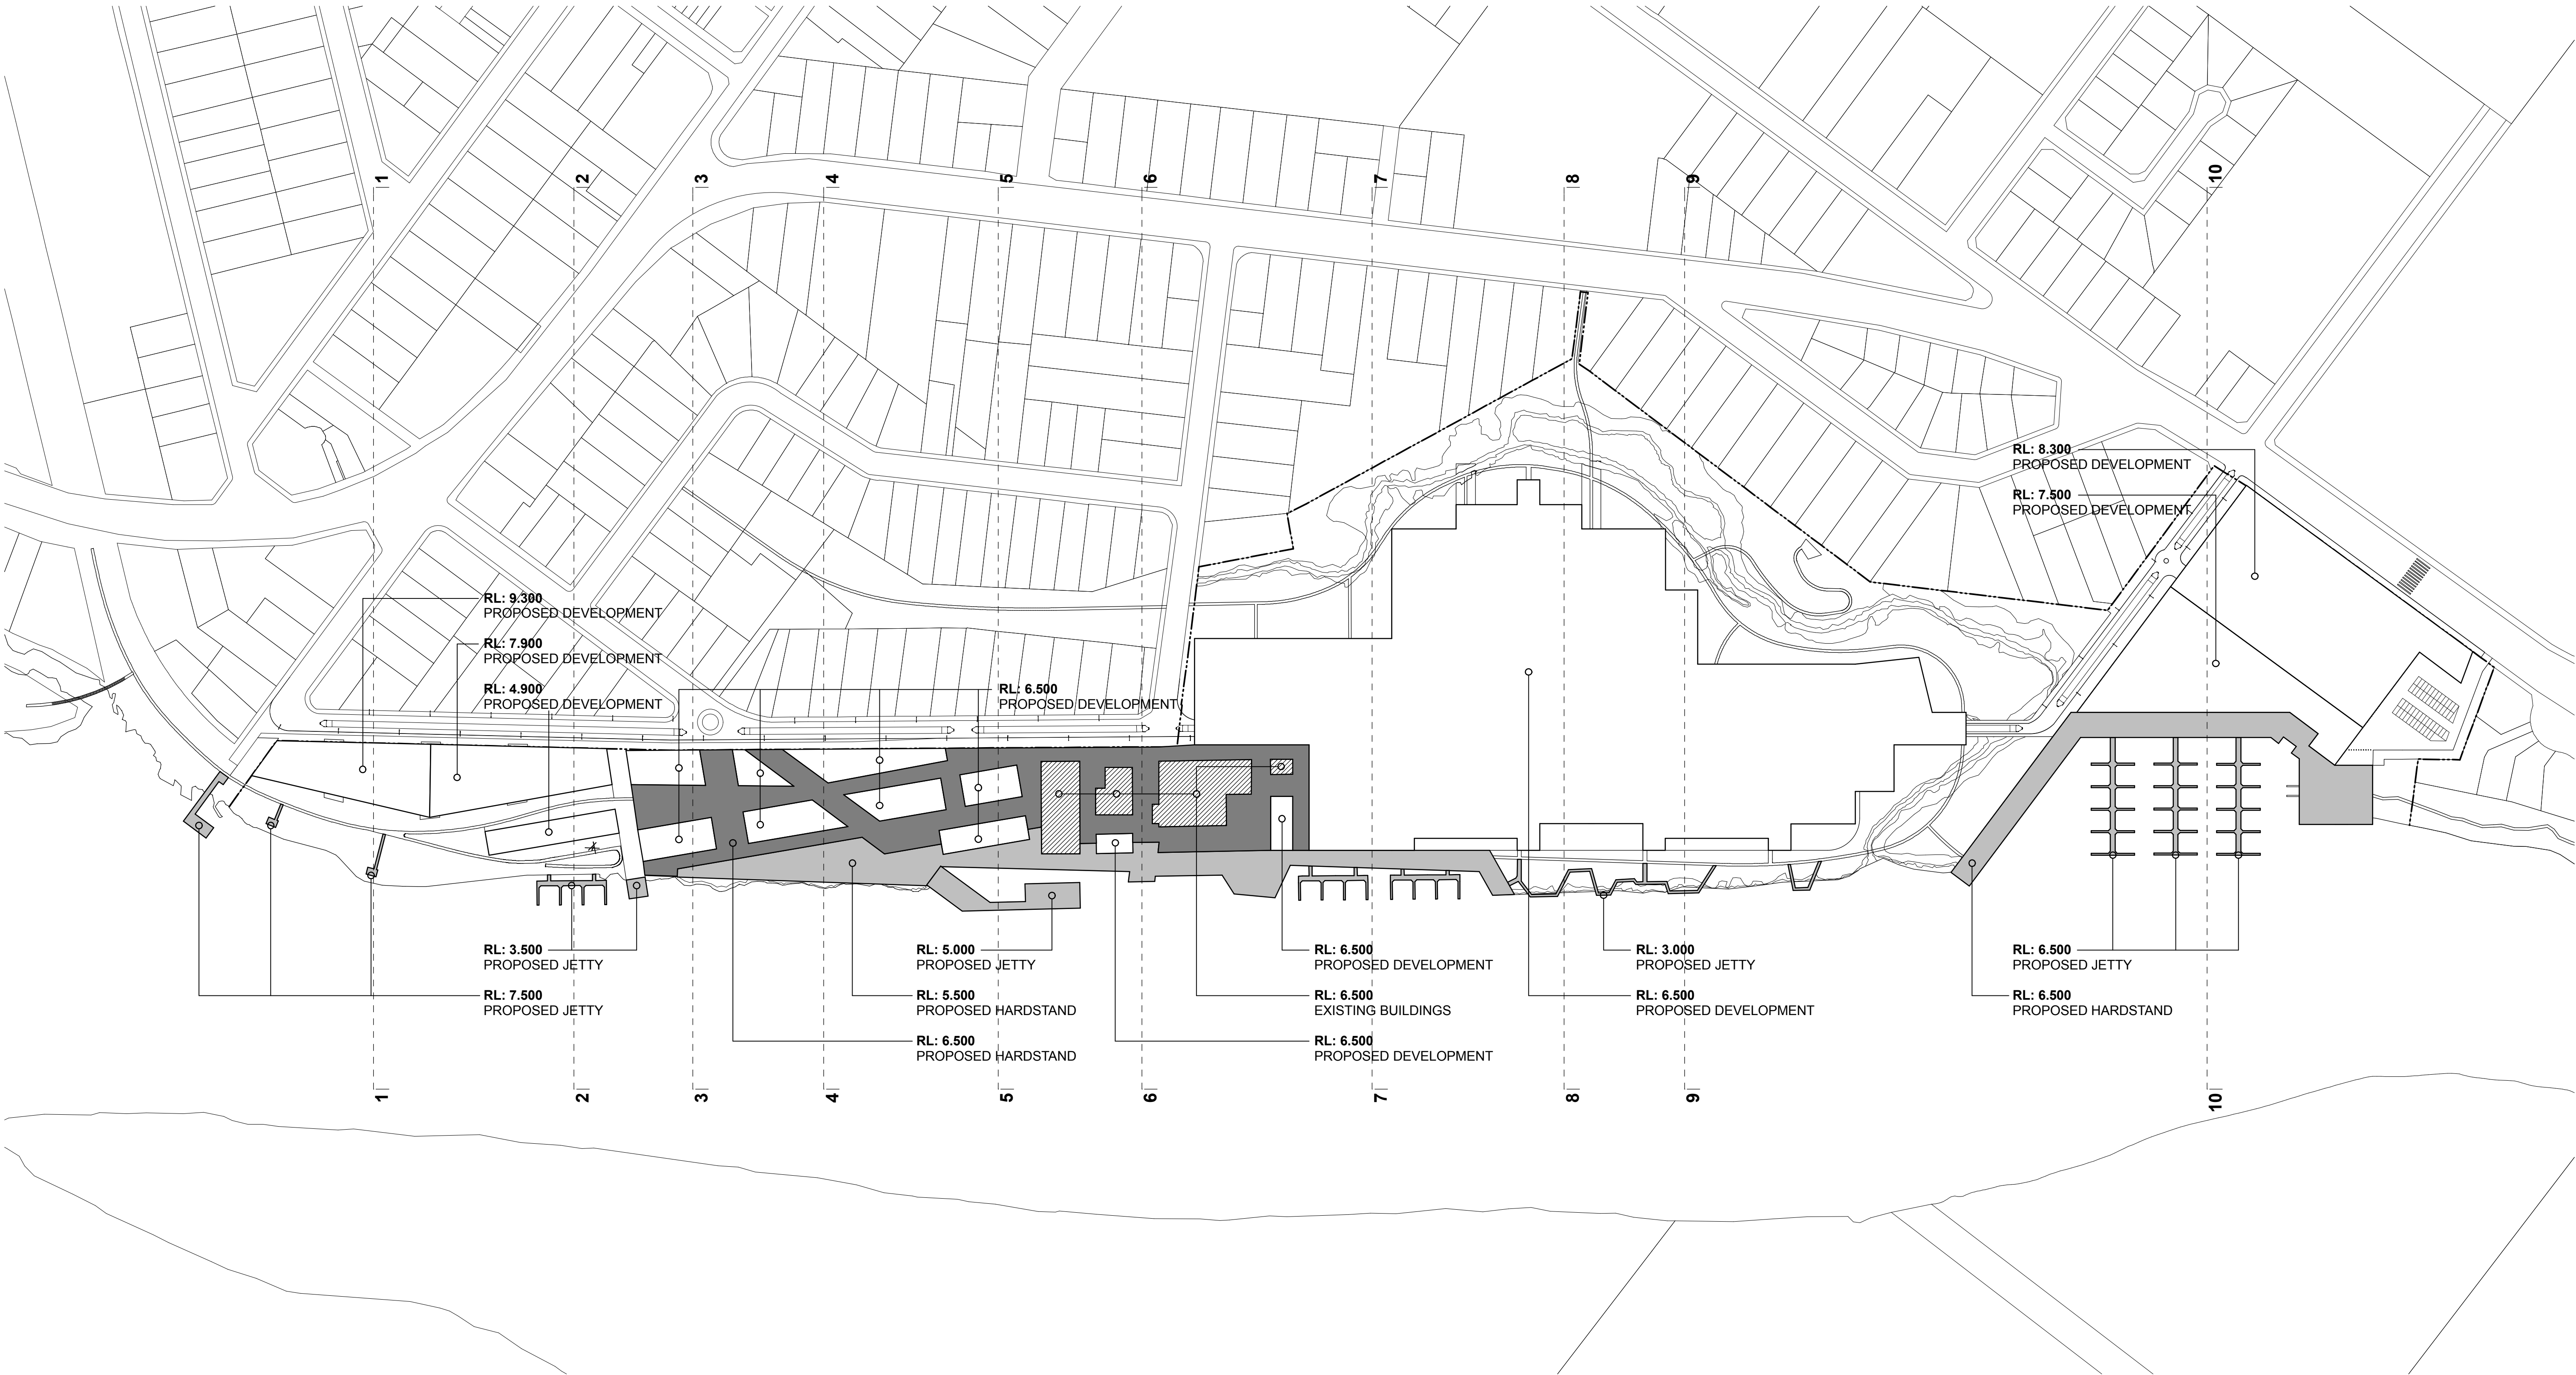 1
2
3
4
5
6
7
8
9
10
RL: 8.300
PROPOSED DEVELOPMENT
RL: 7.500
PROPOSED DEVELOPMENT
RL: 9.300
PROPOSED DEVELOPMENT
RL: 7.900
PROPOSED DEVELOPMENT
RL: 4.900
PROPOSED DEVELOPMENT
RL: 6.500
PROPOSED DEVELOPMENT
RL: 3.500
PROPOSED JETTY
RL: 7.500
PROPOSED JETTY
RL: 5.000
PROPOSED JETTY
RL: 5.500
PROPOSED HARDSTAND
RL: 6.500
PROPOSED HARDSTAND
RL: 6.500
PROPOSED DEVELOPMENT
RL: 6.500
EXISTING BUILDINGS
RL: 6.500
PROPOSED DEVELOPMENT
RL: 3.000
PROPOSED JETTY
RL: 6.500
PROPOSED DEVELOPMENT
RL: 6.500
PROPOSED JETTY
RL: 6.500
PROPOSED HARDSTAND
1
2
3
4
5
6
7
8
9
10